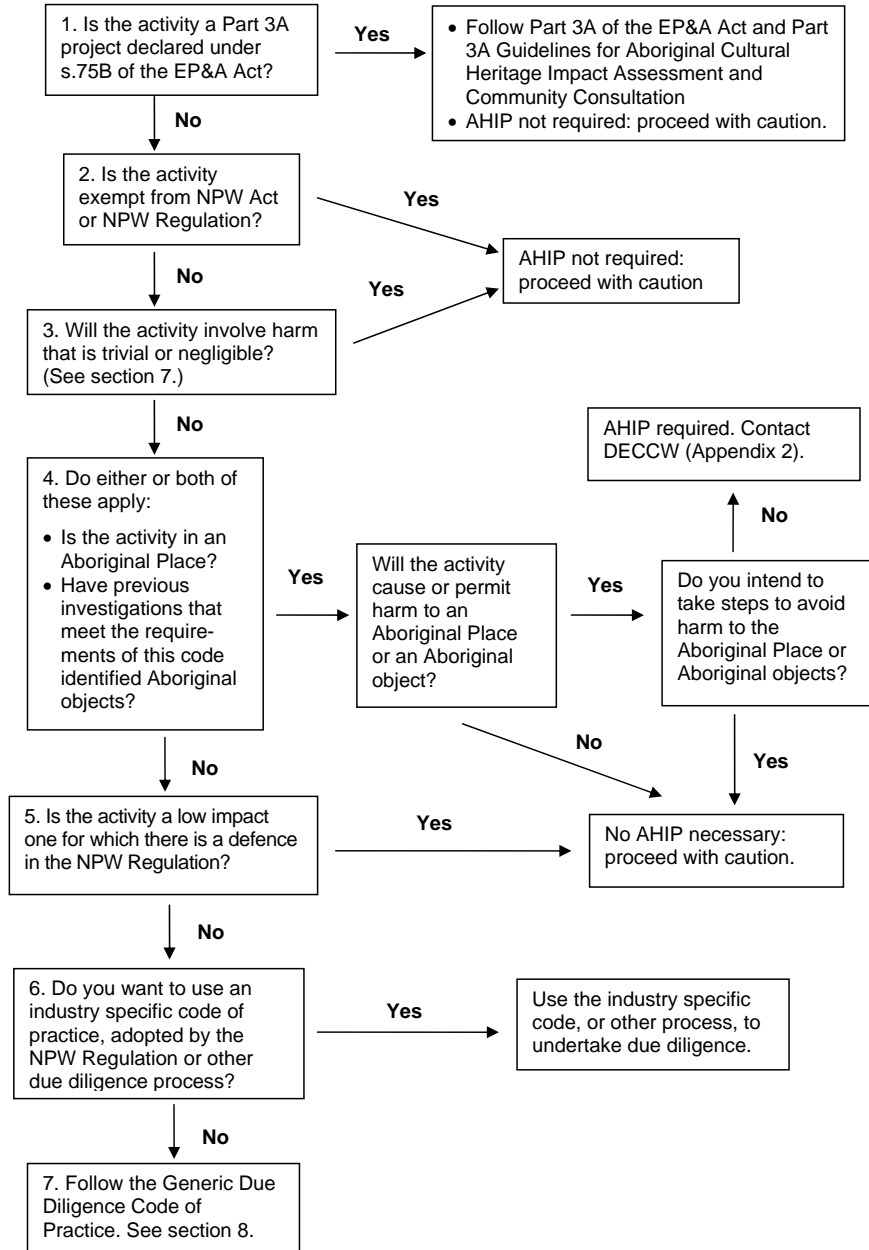 1. Is the activity a Part 3A
project declared under
s.75B of the EP&A Act?
Yes
• Follow Part 3A of the EP&A Act and Part
3A Guidelines for Aboriginal Cultural
Heritage Impact Assessment and
Community Consultation
• AHIP not required: proceed with caution.
No
2. Is the activity
exempt from NPW Act
or NPW Regulation?
Yes
AHIP not required:
proceed with caution
No
Yes
3. Will the activity involve harm
that is trivial or negligible?
(See section 7.)
No
AHIP required. Contact
DECCW (Appendix 2).
4. Do either or both of
these apply:
• Is the activity in an
Aboriginal Place?
• Have previous
investigations that
meet the require-
ments of this code
identified Aboriginal
objects?
Yes
Will the activity
cause or permit
harm to an
Aboriginal Place
or an Aboriginal
object?
Yes
No
Do you intend to
take steps to avoid
harm to the
Aboriginal Place or
Aboriginal objects?
No
No
Yes
5. Is the activity a low impact
one for which there is a defence
in the NPW Regulation?
Yes
No AHIP necessary:
proceed with caution.
No
6. Do you want to use an
industry specific code of
practice, adopted by the
NPW Regulation or other
due diligence process?
Yes
Use the industry specific
code, or other process, to
undertake due diligence.
No
7. Follow the Generic Due
Diligence Code of
Practice. See section 8.